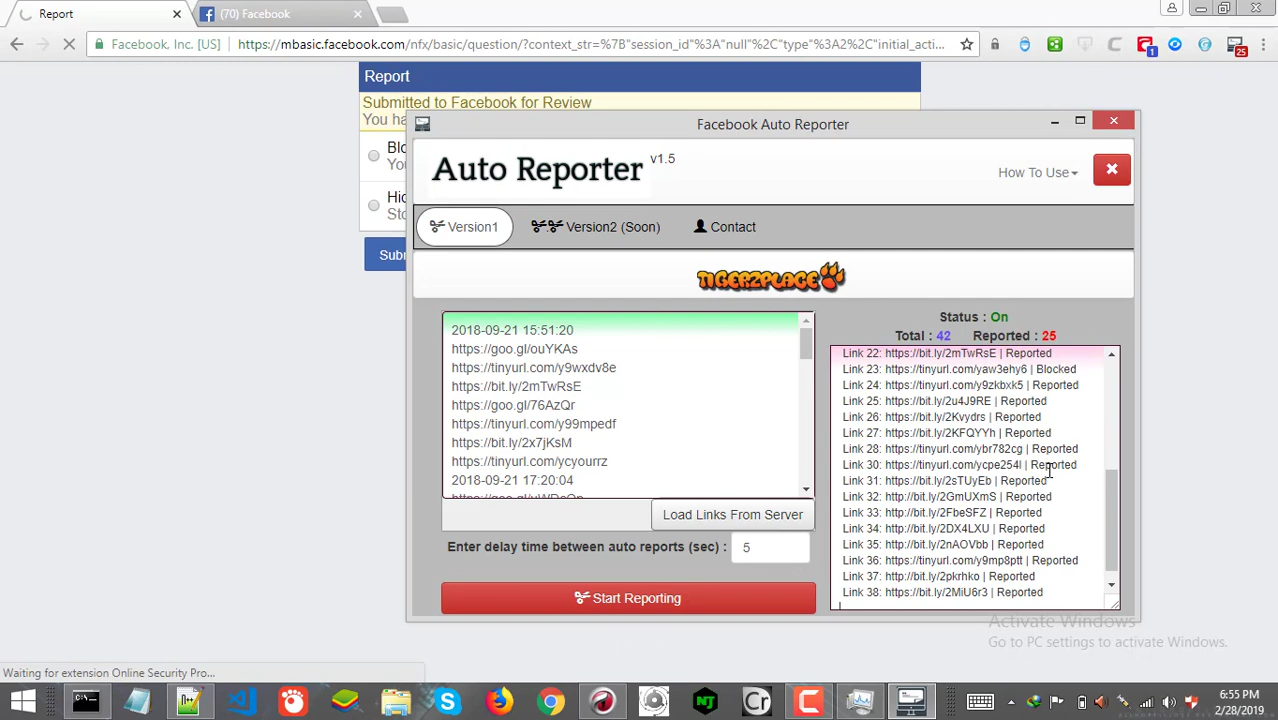 Report
(70) Facebook
Facebook, Inc. [US]
https://mbasic.facebook.com/nfx/basic/question/?context_str=%7B"session_id"%3A"null"%2C"type"%3A2%2C"initial_acti...
1
25
Report
Submitted to Facebook for Review
You ha
Blo
You
Hid
Sto
Subm
Facebook Auto Reporter
Auto Reporter v1.5
How To Use
Version1
Version2 (Soon)
Contact
TIGER2PLACE
2018-09-21 15:51:20
https://goo.gl/ouYKAs
https://tinyurl.com/y9wxdv8e
https://bit.ly/2mTwRsE
https://goo.gl/76AzQr
https://tinyurl.com/y99mpedf
https://bit.ly/2x7jKsM
https://tinyurl.com/ycyourrz
2018-09-21 17:20:04
Load Links From Server
Enter delay time between auto reports (sec) : 5
Start Reporting
Status : On
Total : 42 Reported : 25
Link 22: https://bit.ly/2mTwRsE | Reported
Link 23: https://tinyurl.com/yaw3ehy6 | Blocked
Link 24: https://tinyurl.com/y9zkbxk5 | Reported
Link 25: https://bit.ly/2u4J9RE | Reported
Link 26: https://bit.ly/2Kvydrs | Reported
Link 27: https://bit.ly/2KFQYYh | Reported
Link 28: https://tinyurl.com/ybr782cg | Reported
Link 30: https://tinyurl.com/ycpe254l | Reported
Link 31: https://bit.ly/2sTUyEb | Reported
Link 32: http://bit.ly/2GmUXmS | Reported
Link 33: http://bit.ly/2FbeSFZ | Reported
Link 34: http://bit.ly/2DX4LXU | Reported
Link 35: https://bit.ly/2nAOVbb | Reported
Link 36: https://tinyurl.com/y9mp8ptt | Reported
Link 37: http://bit.ly/2pkrhko | Reported
Link 38: https://bit.ly/2MiU6r3 | Reported
Activate Windows
Go to PC settings to activate Windows.
Waiting for extension Online Security Pro...
6:55 PM
2/28/2019